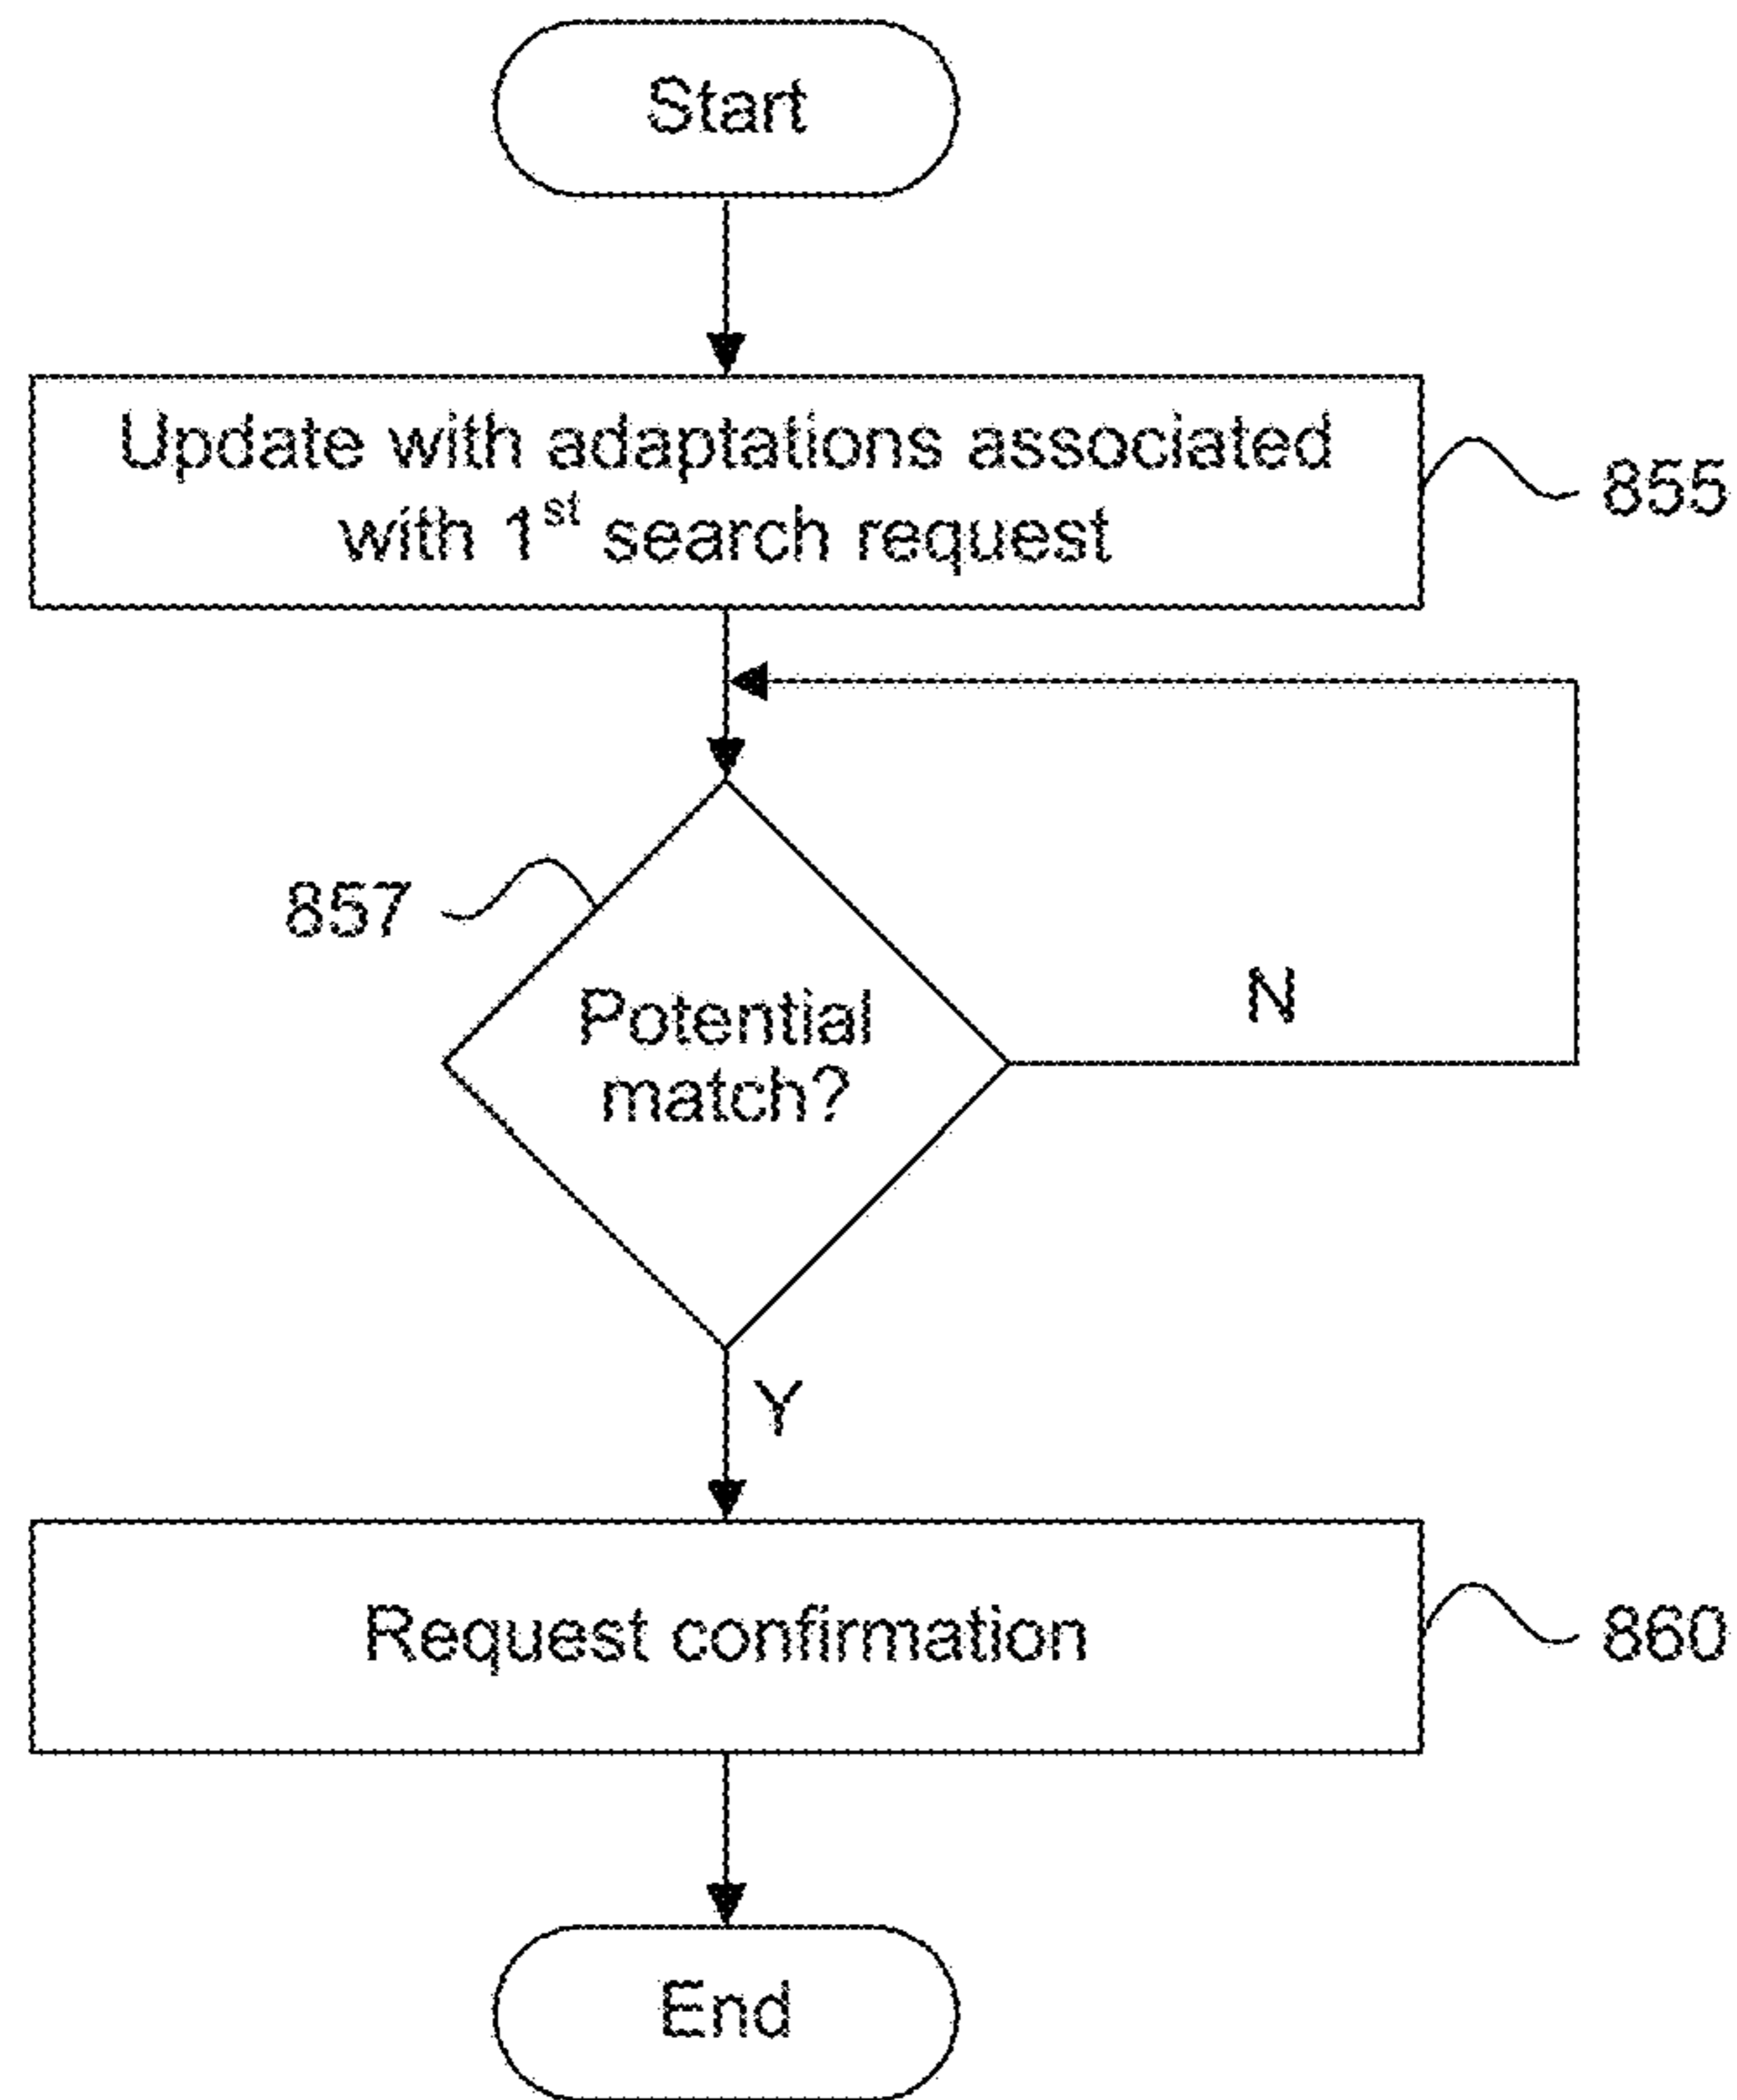 Start
Update with adaptations associated
with 1st search request
855
857
Potential
match?
N
Y
Request confirmation
860
End